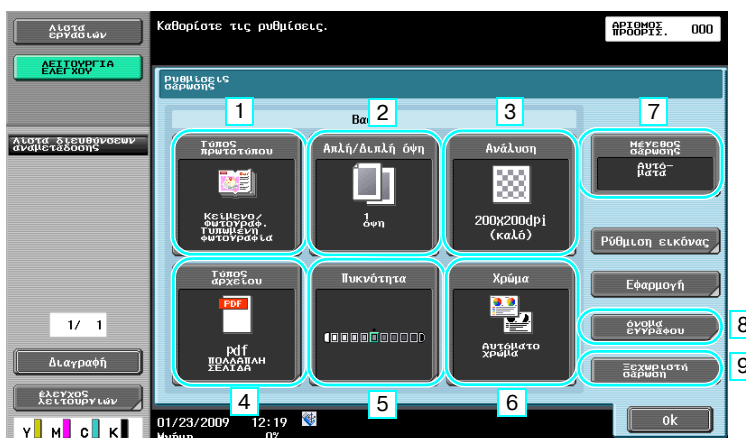 Λίστα
εργασιών
ΛΕΙΤΟΥΡΓΙΑ
ΕΛΕΓΧΟΥ
Λίστα διευθύνσεων
αναμετάδοσης
1/ 1
Διαγραφή
έλεγχος
λειτουργιών
Y M C K
Καθορίστε τις ρυθμίσεις.
ΑΡΙΘΜΟΣ
ΠΡΟΟΡΙΣ.
000
Ρυθμίσεις
σάρωσης
1
2
3
7
Τύπος
πρωτοτύπου
Κείμενο/
φωτογραφ.
Τυπωμένη
φωτογραφία
Απλή/Διπλή όψη
1
όψη
Ανάλυση
200X200dpi
(καλό)
Μέγεθος
σάρωσης
Αυτό-
ματα
Ρύθμιση εικόνας
Τύπος
αρχείου
PDF
pdf
ΠΟΛΛΑΠΛΗ
ΣΕΛΙΔΑ
Πυκνότητα
Χρώμα
Αυτόματο
χρώμα
Εφαρμογή
όνομα
εγγράφου
8
Ξεχωριστή
σάρωση
9
4
5
6
01/23/2009 12:19
Μνήμη 0%
ok